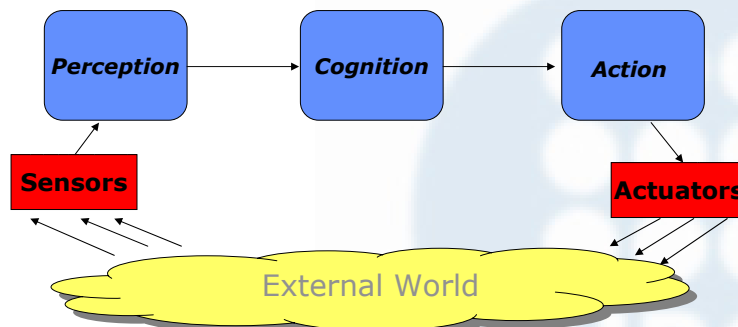 Perception
Cognition
Action
Sensors
Actuators
External World